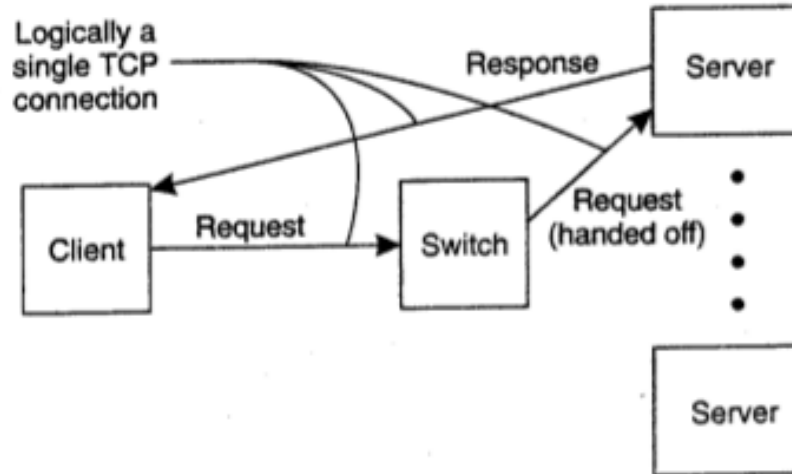 Logically a
single TCP
connection
Response
Server
Client
Request
Switch
Request
(handed off)
Server